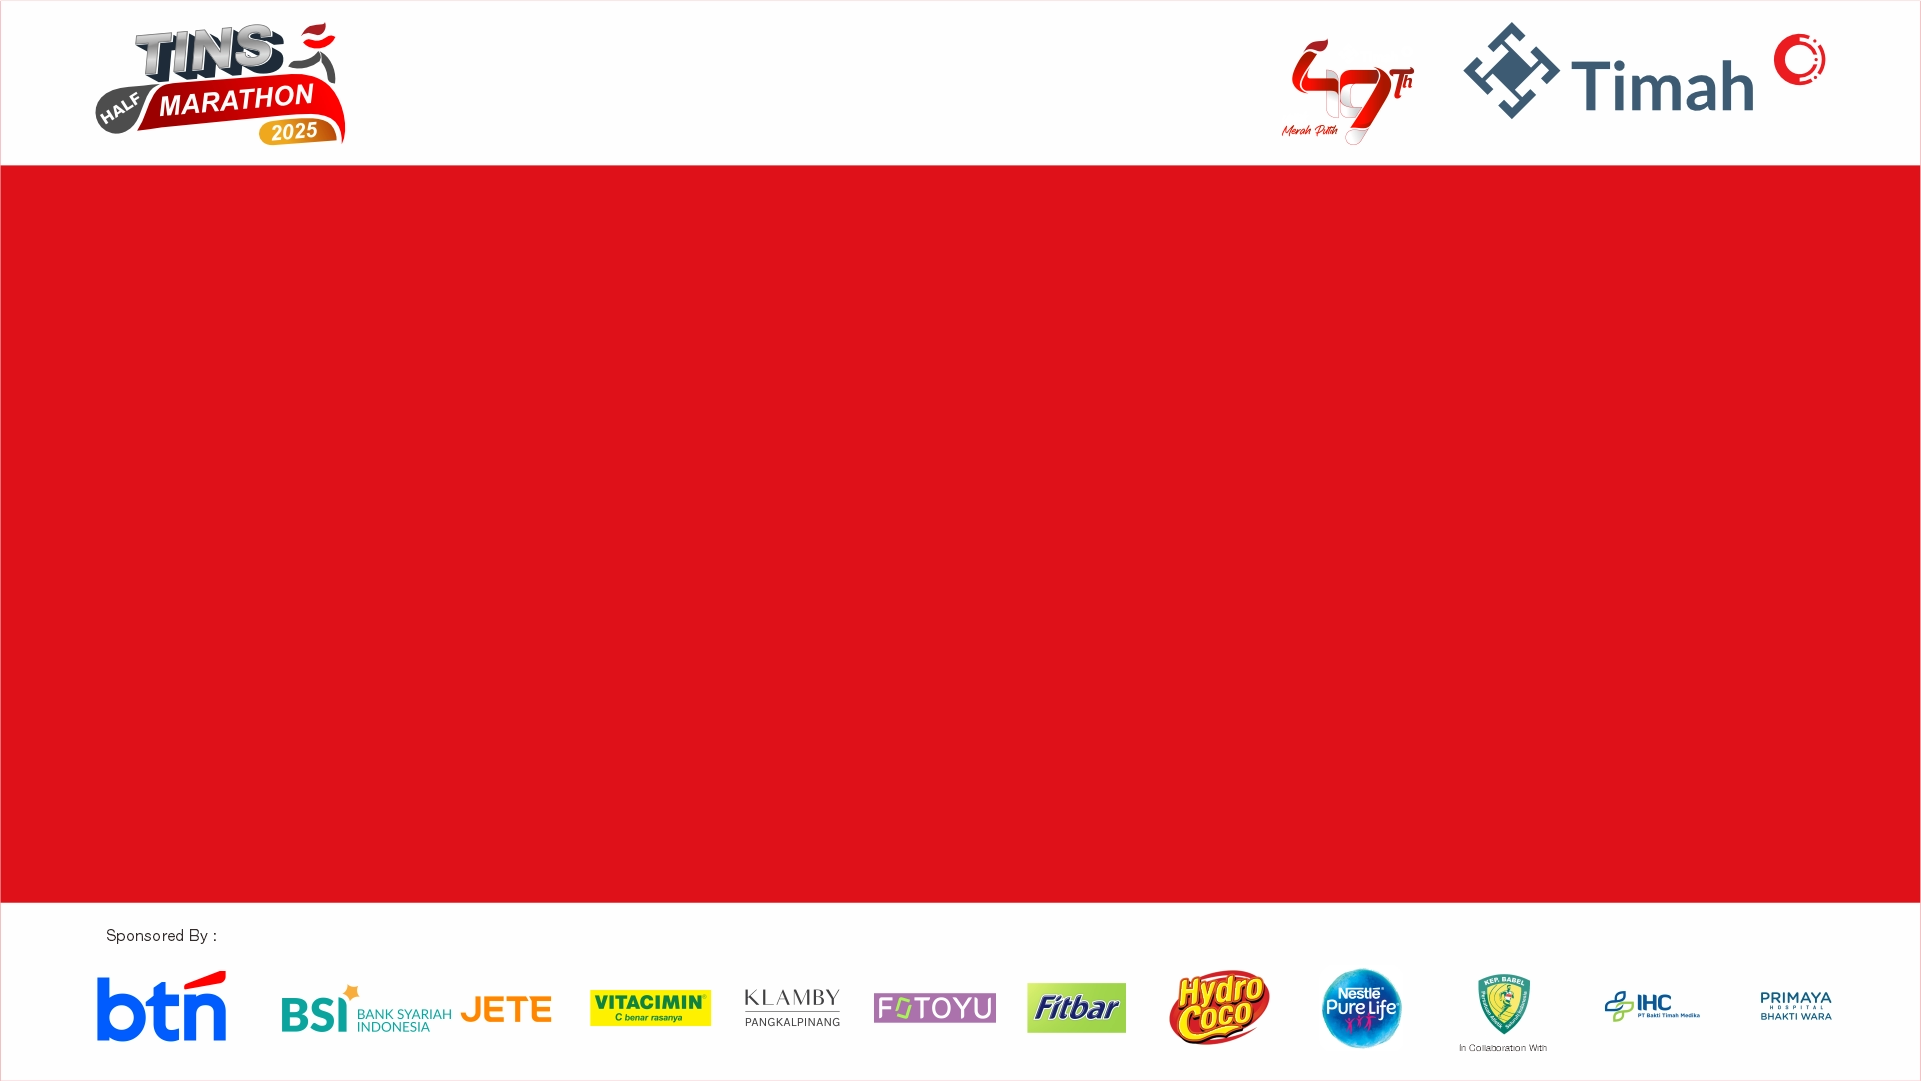 TINS
HALF
MARATHON
2025
49Th
Merah Putih
Timah
Sponsored By :
btn
BSI BANK SYARIAH
INDONESIA
JETE
VITACIMIN®
C benar rasanya
KLAMBY
PANGKALPINANG
FOTOYU
Fitbar
Hydro
Coco
Nestlé
Pure Life
KEP. BABEL
In Collaboration With
IHC
PT Bakti Timah Medika
PRIMAYA
HOSPITAL
BHAKTI WARA